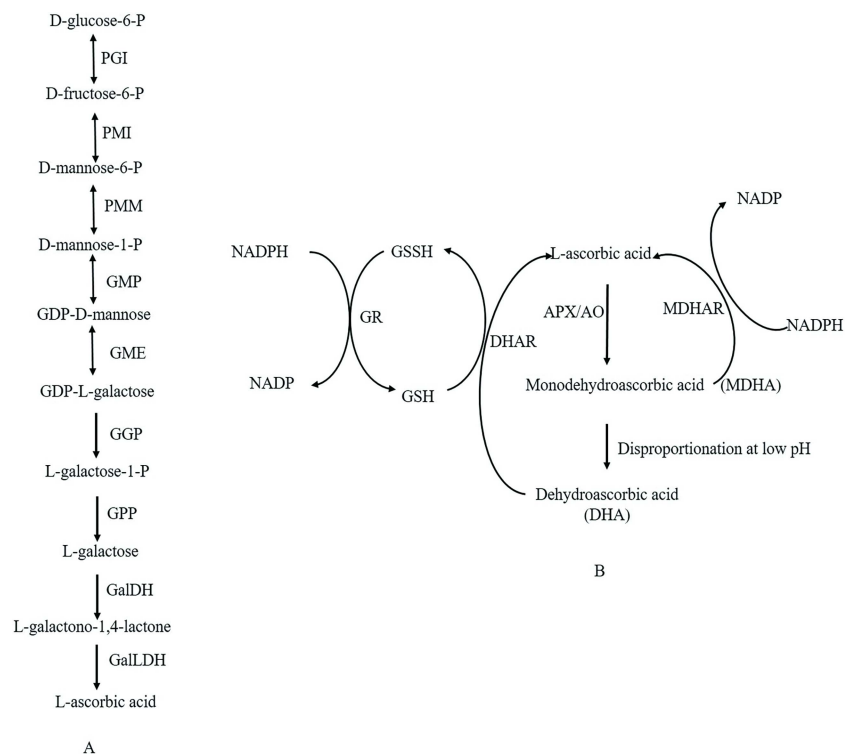 D-glucose-6-P
PGI
D-fructose-6-P
PMI
D-mannose-6-P
PMM
D-mannose-1-P
GMP
GDP-D-mannose
GME
GDP-L-galactose
GGP
L-galactose-1-P
GPP
L-galactose
GalDH
L-galactono-1,4-lactone
GalLDH
L-ascorbic acid
A
NADP
NADPH
GSSH
L-ascorbic acid
APX/AO
MDHAR
GR
NADPH
DHAR
NADP
GSH
Monodehydroascorbic acid (MDHA)
Disproportionation at low pH
Dehydroascorbic acid
(DHA)
B